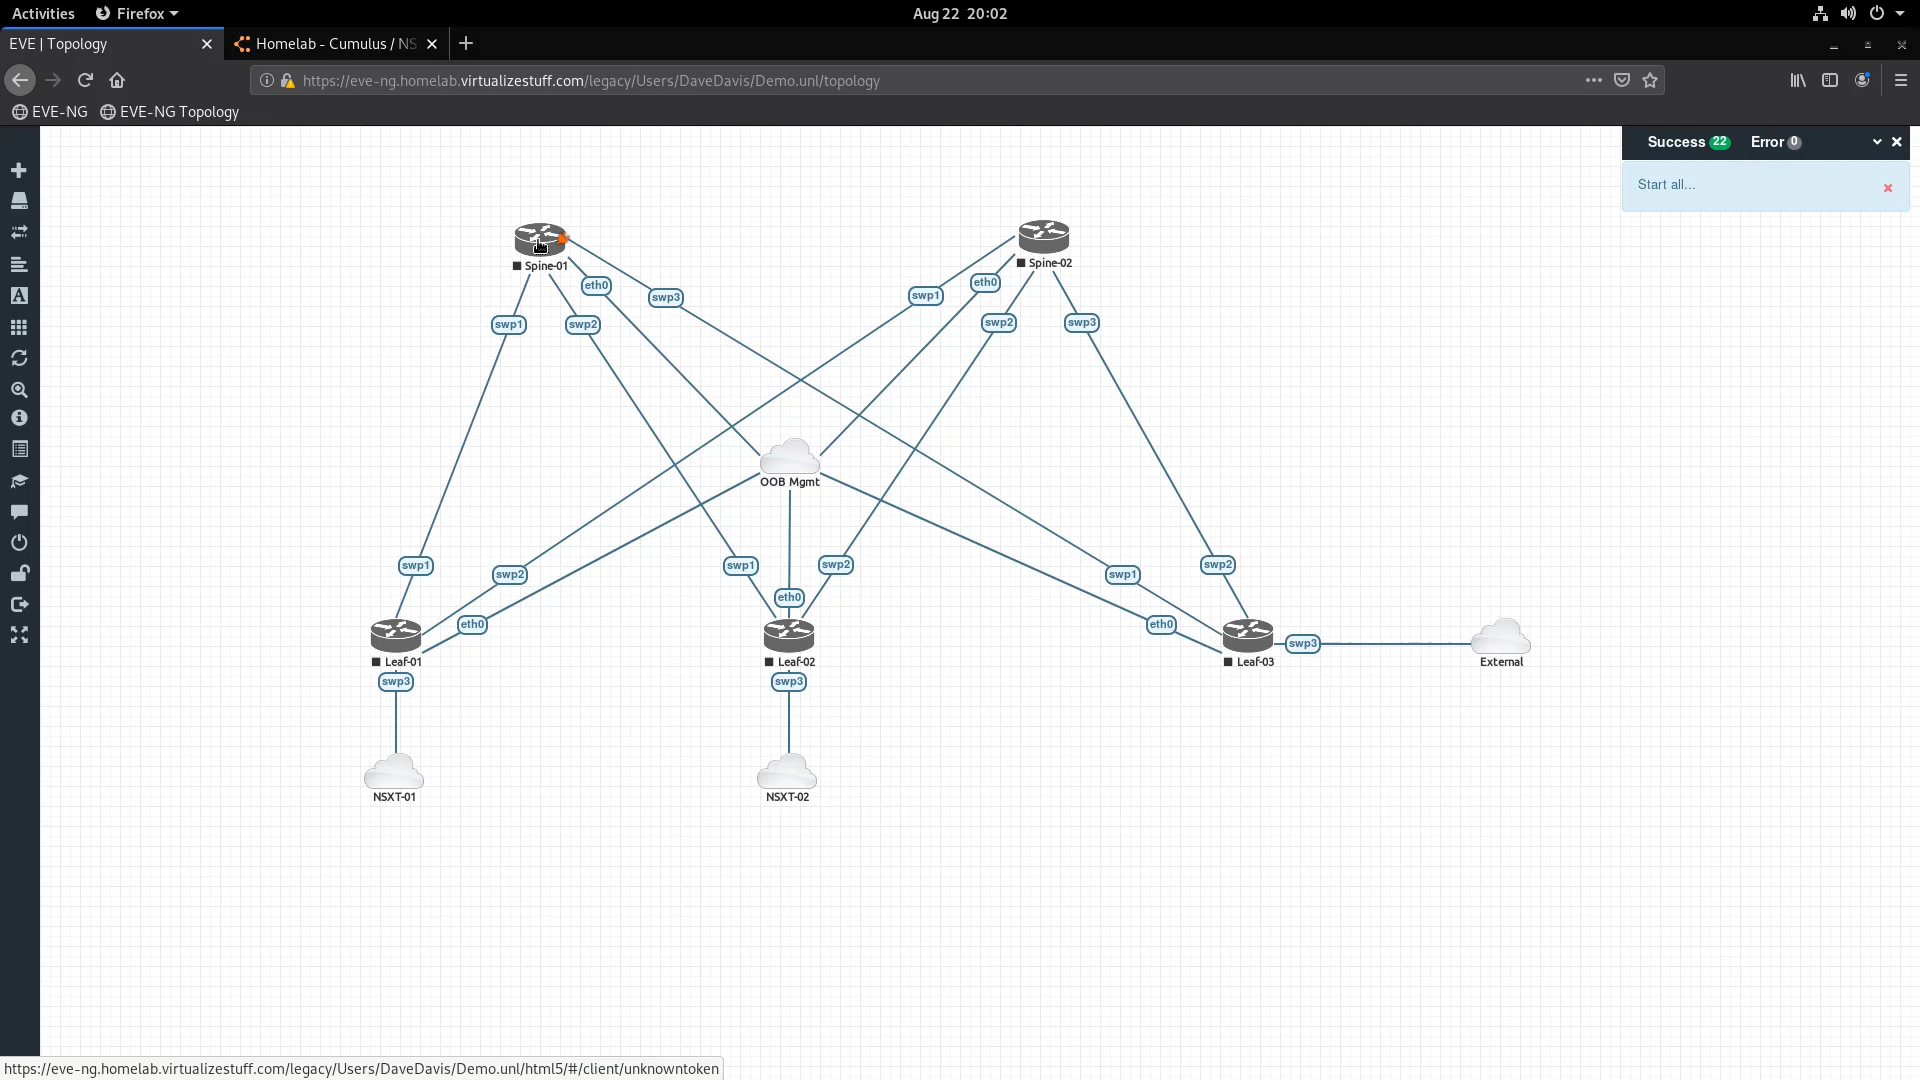 Activities
Firefox
Aug 22 20:02
EVE | Topology
Homelab - Cumulus / NS
https://eve-ng.homelab.virtualizestuff.com/legacy/Users/DaveDavis/Demo.unl/topology
EVE-NG
EVE-NG Topology
Success 22 Error 0
Start all...
Spine-01
Spine-02
eth0
swp3
swp1
eth0
swp1
swp2
swp2
swp3
OOB Mgmt
swp1
swp2
swp1
swp2
swp1
swp2
eth0
eth0
eth0
swp3
Leaf-01
Leaf-02
Leaf-03
External
swp3
swp3
NSXT-01
NSXT-02
https://eve-ng.homelab.virtualizestuff.com/legacy/Users/DaveDavis/Demo.unl/html5/#/client/unknowntoken